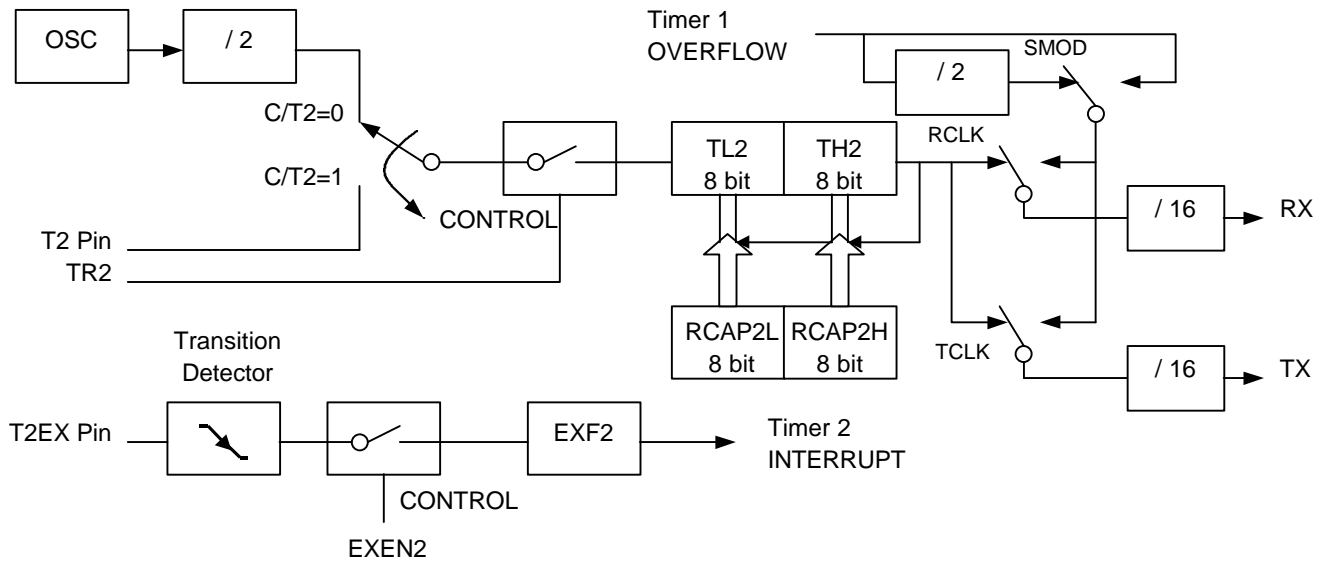 OSC
/ 2
Timer 1
OVERFLOW
SMOD
/ 2
C/T2=0
C/T2=1
CONTROL
TL2
8 bit
TH2
8 bit
RCLK
/ 16
RX
T2 Pin
TR2
RCAP2L
8 bit
RCAP2H
8 bit
TCLK
/ 16
TX
Transition
Detector
T2EX Pin
EXF2
Timer 2
INTERRUPT
CONTROL
EXEN2